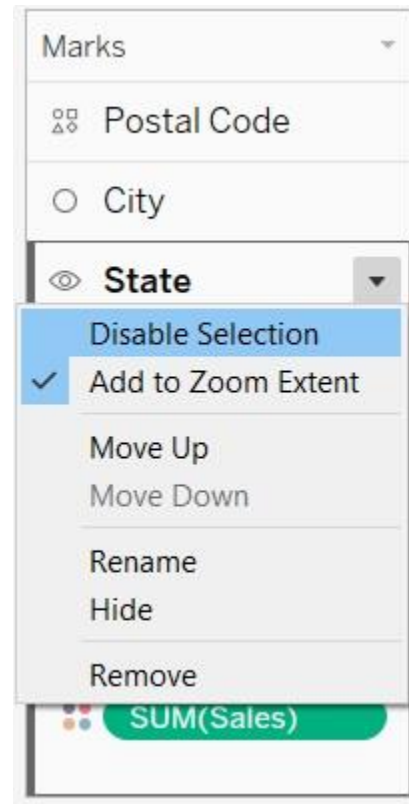 Marks
Postal Code
City
State
Disable Selection
Add to Zoom Extent
Move Up
Move Down
Rename
Hide
Remove
SUM(Sales)